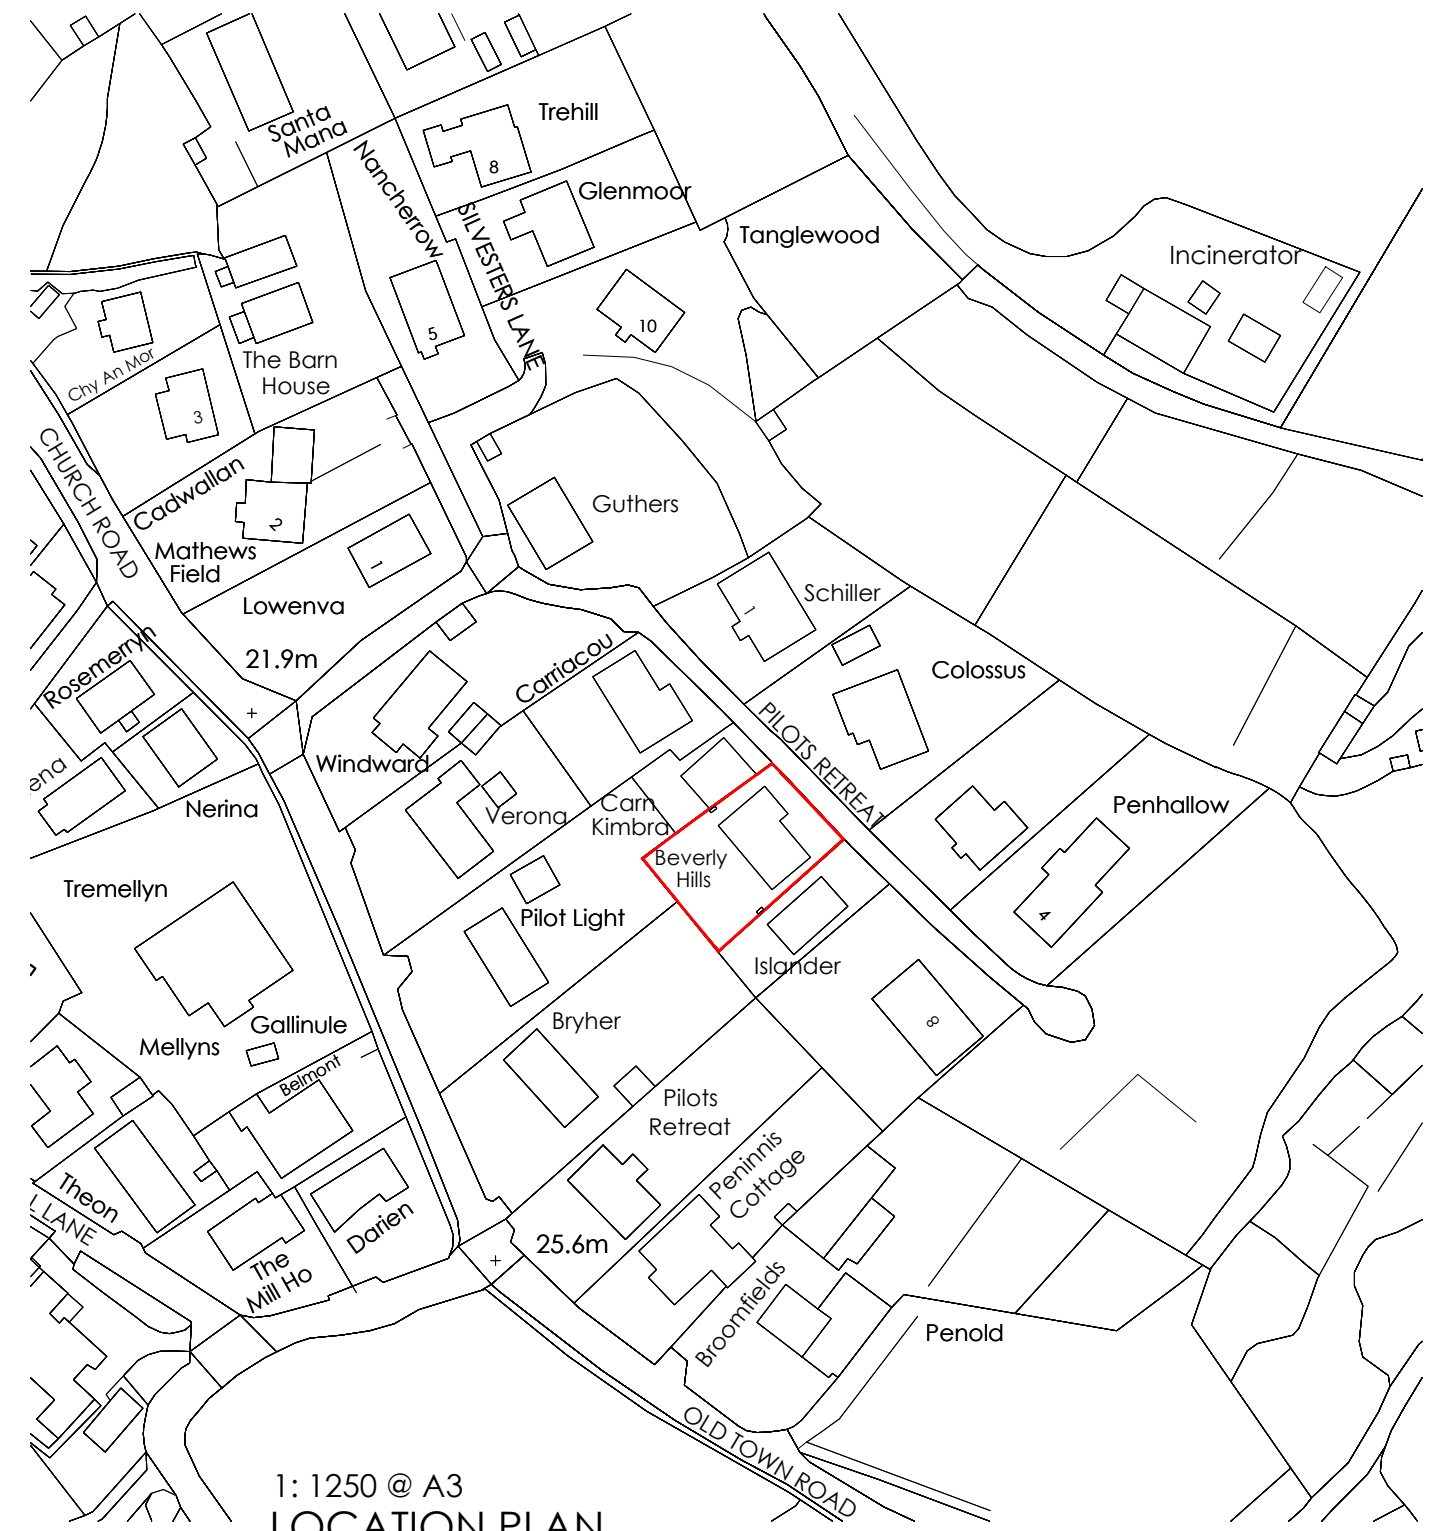 Santa
Mana
Trehill
8
Nancherrow
Glenmoor
SILVESTERS LANE
Tanglewood
Incinerator
5
10
Chy An Mor
The Barn
House
3
CHURCH ROAD
Cadwallan
2
Guthers
Mathews
Field
1
Lowenva
Schiller
1
Rosemerryn
21.9m
Carriacou
Colossus
PILOTS RETREAT
Windward
ena
Nerina
Verona
Carn
Kimbra
Penhallow
Beverly
Hills
Tremellyn
Pilot Light
4
Islander
Gallinule
Bryher
8
Mellyns
Belmont
Pilots
Retreat
Peninnis
Cottage
Theon
L LANE
Darien
25.6m
The
Mill Ho
Broomfields
Penold
OLD TOWN ROAD
1: 1250 @ A3
LOCATION PLAN